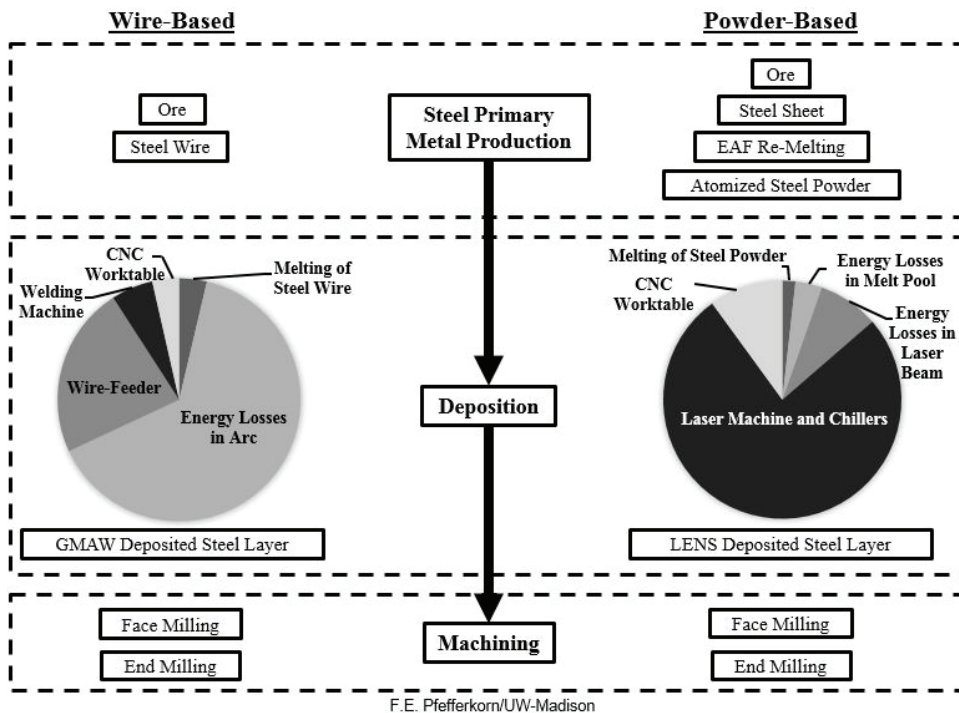 Wire-Based
Powder-Based
Ore
Steel Wire
Steel Primary
Metal Production
Ore
Steel Sheet
EAF Re-Melting
Atomized Steel Powder
CNC
Worktable
Welding
Machine
Melting of
Steel Wire
Wire-Feeder
Energy Losses
in Arc
GMAW Deposited Steel Layer
Deposition
Melting of Steel Powder
CNC
Worktable
Energy Losses
in Melt Pool
Energy
Losses in
Laser
Beam
Laser Machine and Chillers
LENS Deposited Steel Layer
Face Milling
End Milling
Machining
Face Milling
End Milling
F.E. Pfefferkorn/UW-Madison